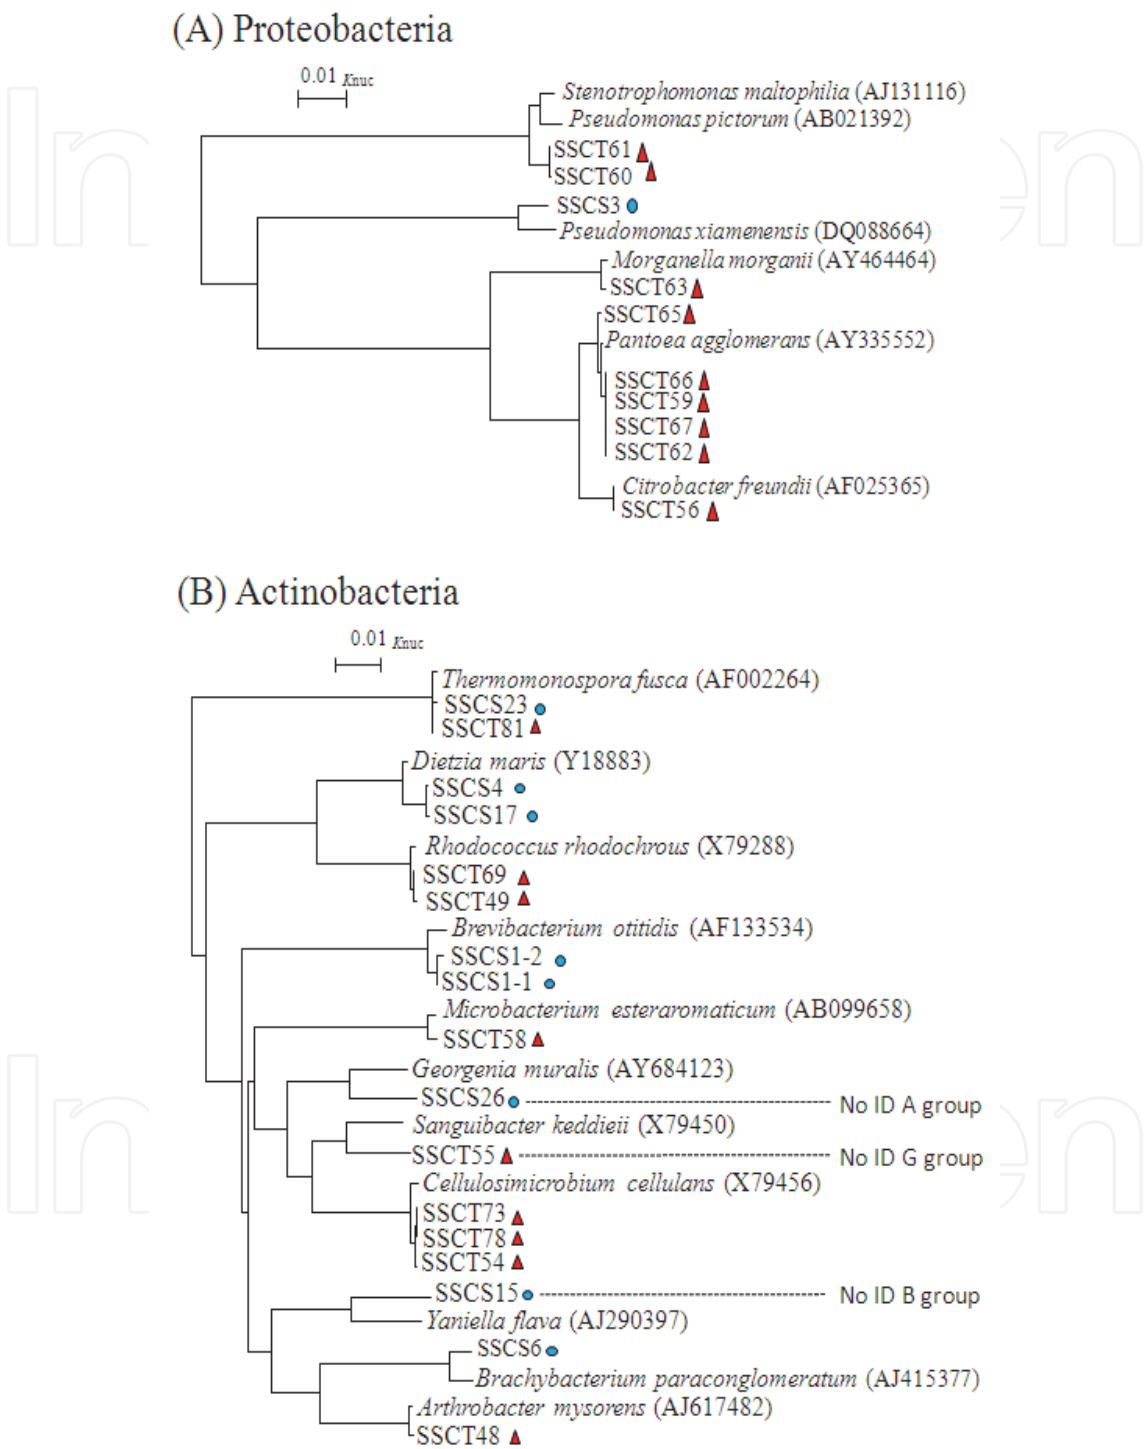 (A) Proteobacteria
0.01 Knuc
Stenotrophomonas maltophilia (AJ131116)
Pseudomonas pictorum (AB021392)
SSCT61
SSCT60
SSCS3
Pseudomonas xiamenensis (DQ088664)
Morganella morganii (AY464464)
SSCT63
SSCT65
Pantoea agglomerans (AY335552)
SSCT66
SSCT59
SSCT67
SSCT62
Citrobacter freundii (AF025365)
SSCT56
(B) Actinobacteria
0.01 Knuc
Thermomonospora fusca (AF002264)
SSCS23
SSCT81
Dietzia maris (Y18883)
SSCS4
SSCS17
Rhodococcus rhodochrous (X79288)
SSCT69
SSCT49
Brevibacterium otitidis (AF133534)
SSCS1-2
SSCS1-1
Microbacterium esteraromaticum (AB099658)
SSCT58
Georgenia muralis (AY684123)
SSCS26 No ID A group
Sanguibacter keddieii (X79450)
SSCT55 No ID G group
Cellulosimicrobium cellulans (X79456)
SSCT73
SSCT78
SSCT54
SSCS15 No ID B group
Yaniella flava (AJ290397)
SSCS6
Brachybacterium paraconglomeratum (AJ415377)
Arthrobacter mysorens (AJ617482)
SSCT48